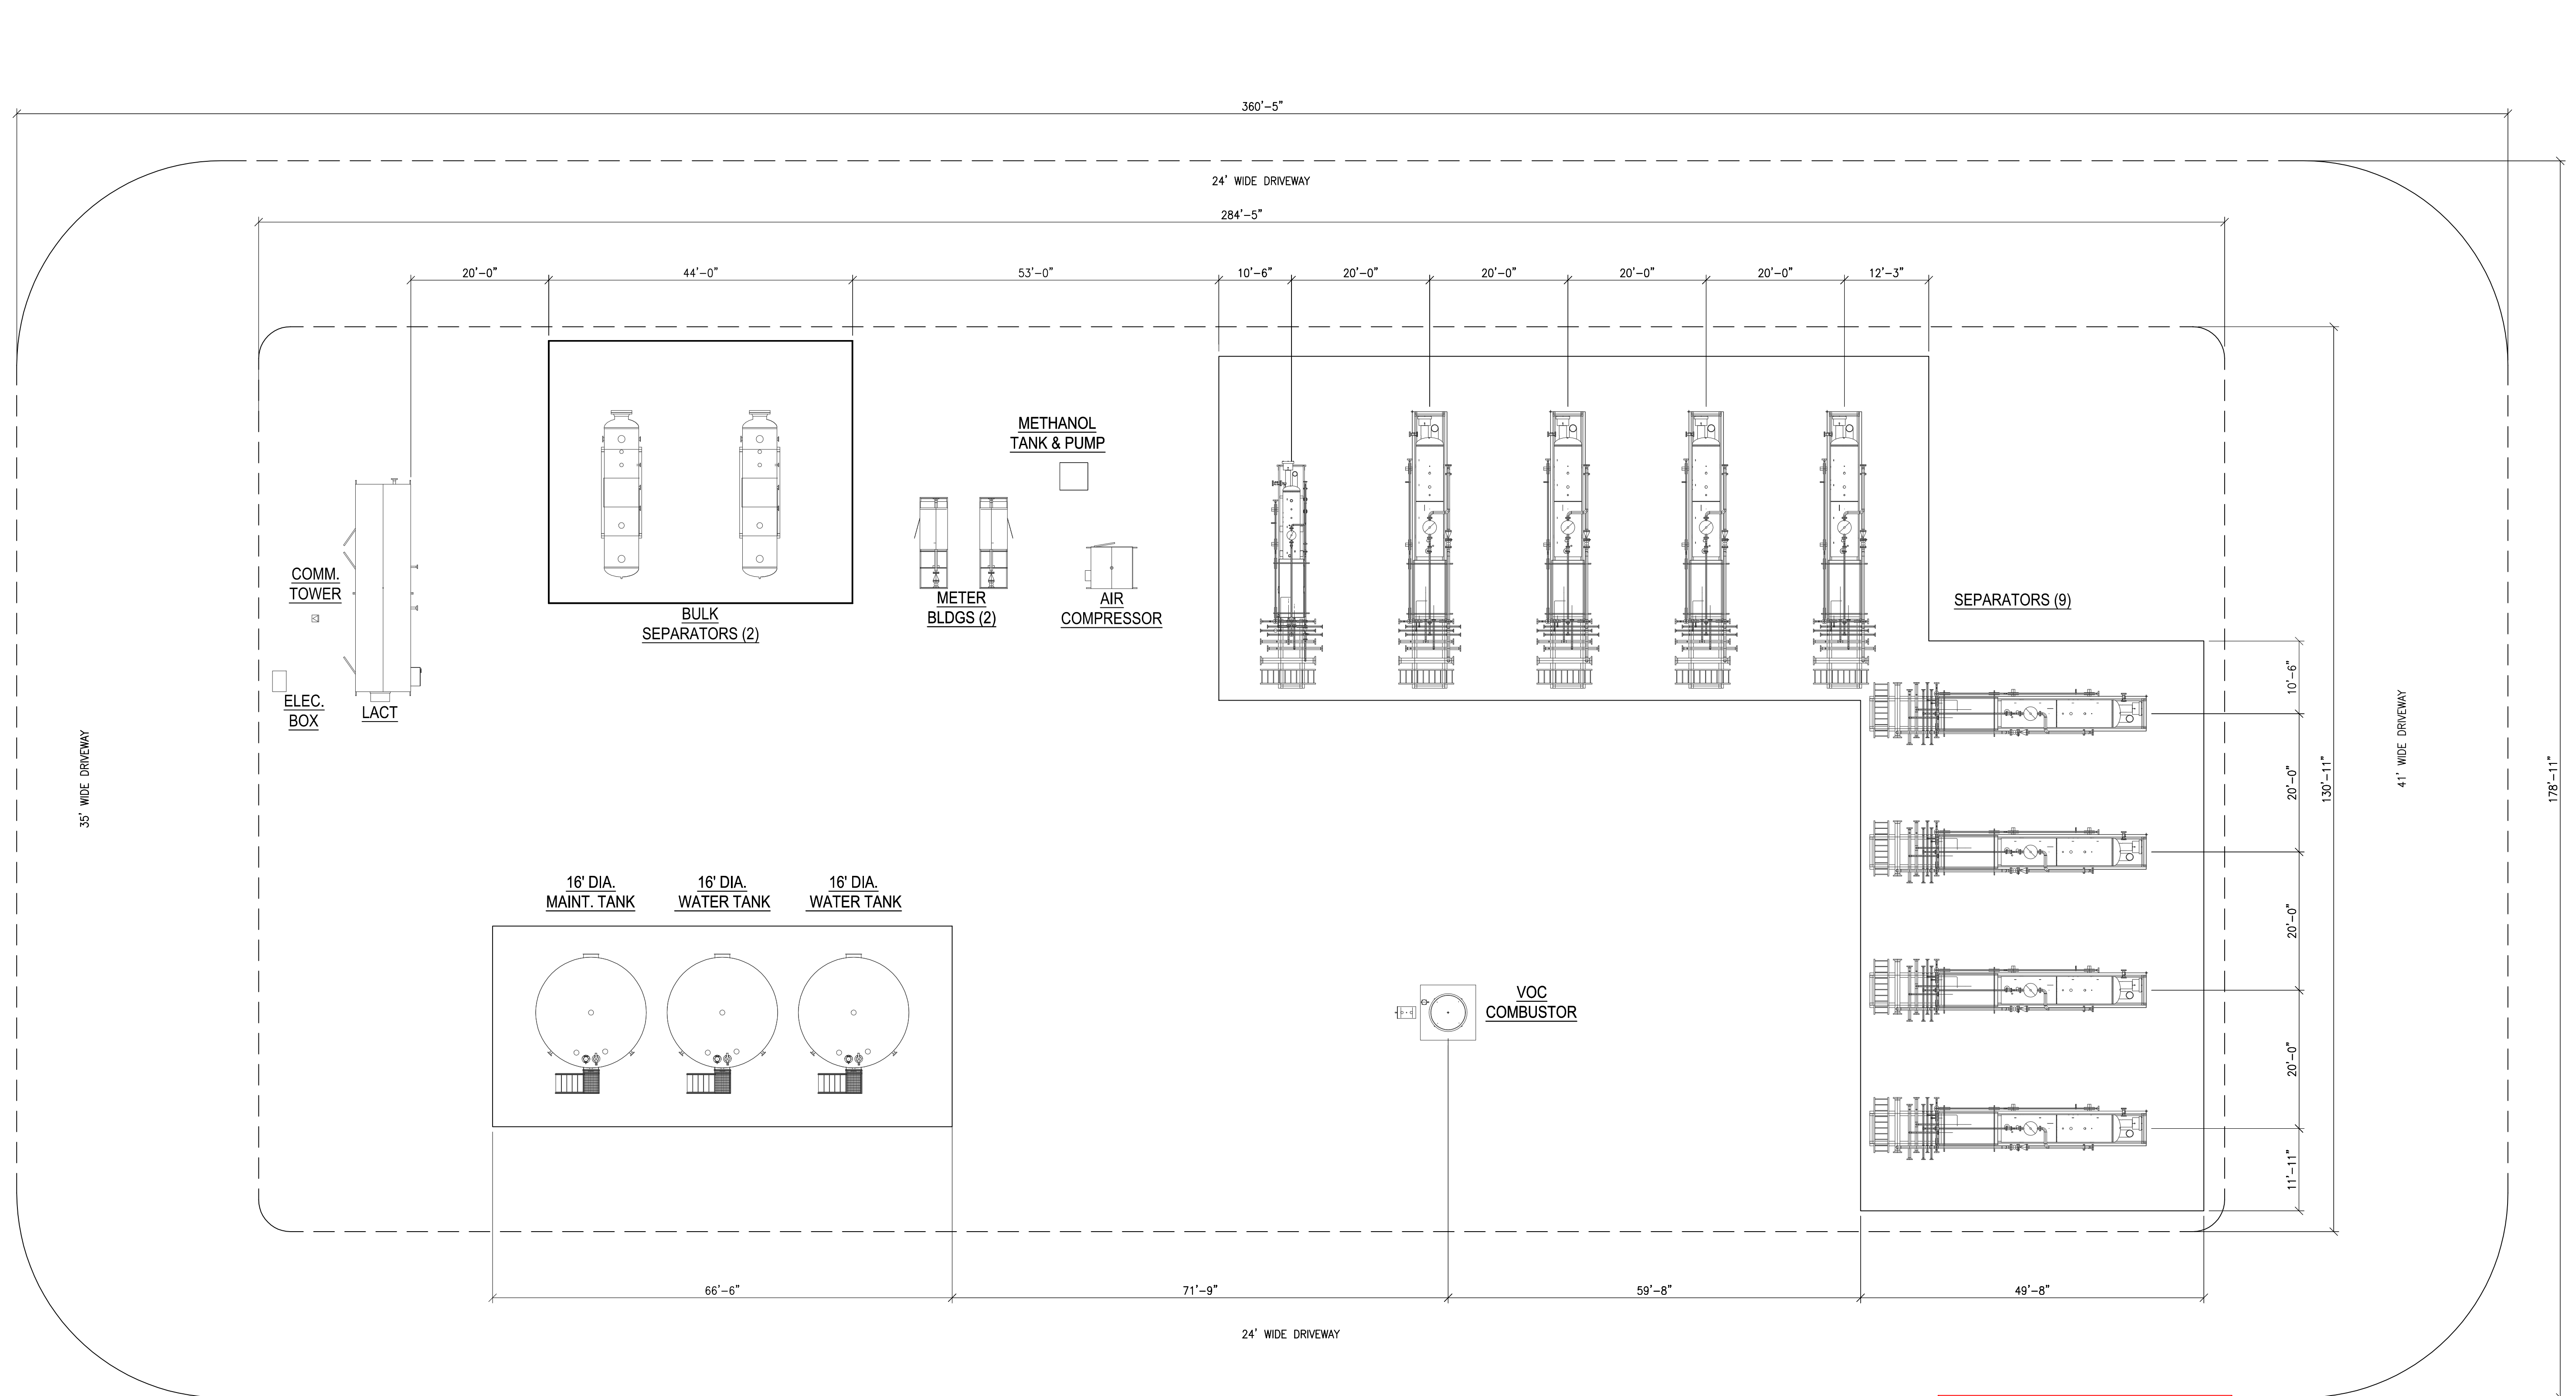 360'-5"
24' WIDE DRIVEWAY
284'-5"
20'-0"
44'-0"
53'-0"
10'-6"
20'-0"
20'-0"
20'-0"
20'-0"
12'-3"
METHANOL
TANK & PUMP
COMM.
TOWER
BULK
SEPARATORS (2)
METER
BLDGS (2)
AIR
COMPRESSOR
SEPARATORS (9)
ELEC.
BOX
LACT
10'-6"
20'-0"
20'-0"
20'-0"
11'-11"
130'-11"
41' WIDE DRIVEWAY
178'-11"
35' WIDE DRIVEWAY
16' DIA.
MAINT. TANK
16' DIA.
WATER TANK
16' DIA.
WATER TANK
VOC
COMBUSTOR
66'-6"
71'-9"
59'-8"
49'-8"
24' WIDE DRIVEWAY